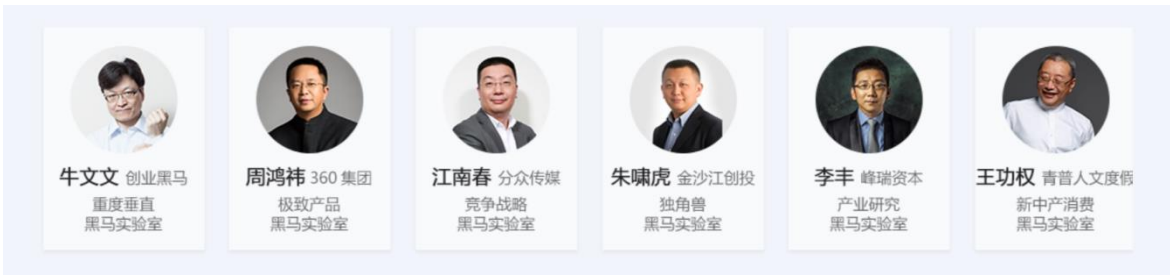 牛文文 创业黑马
重度垂直
黑马实验室
周鸿祎 360 集团
极致产品
黑马实验室
江南春 分众传媒
竞争战略
黑马实验室
朱啸虎 金沙江创投
独角兽
黑马实验室
李丰 峰瑞资本
产业研究
黑马实验室
王功权 青普人文度假
新中产消费
黑马实验室